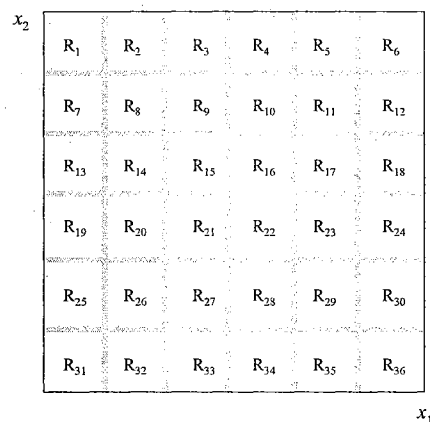 x₂
R₁ R₂ R₃ R₄ R₅ R₆
R₇ R₈ R₉ R₁₀ R₁₁ R₁₂
R₁₃ R₁₄ R₁₅ R₁₆ R₁₇ R₁₈
R₁₉ R₂₀ R₂₁ R₂₂ R₂₃ R₂₄
R₂₅ R₂₆ R₂₇ R₂₈ R₂₉ R₃₀
R₃₁ R₃₂ R₃₃ R₃₄ R₃₅ R₃₆
x₁